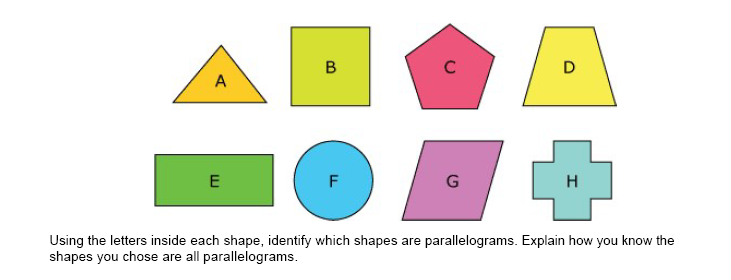 A
B
C
D
E
F
G
H
Using the letters inside each shape, identify which shapes are parallelograms. Explain how you know the
shapes you chose are all parallelograms.